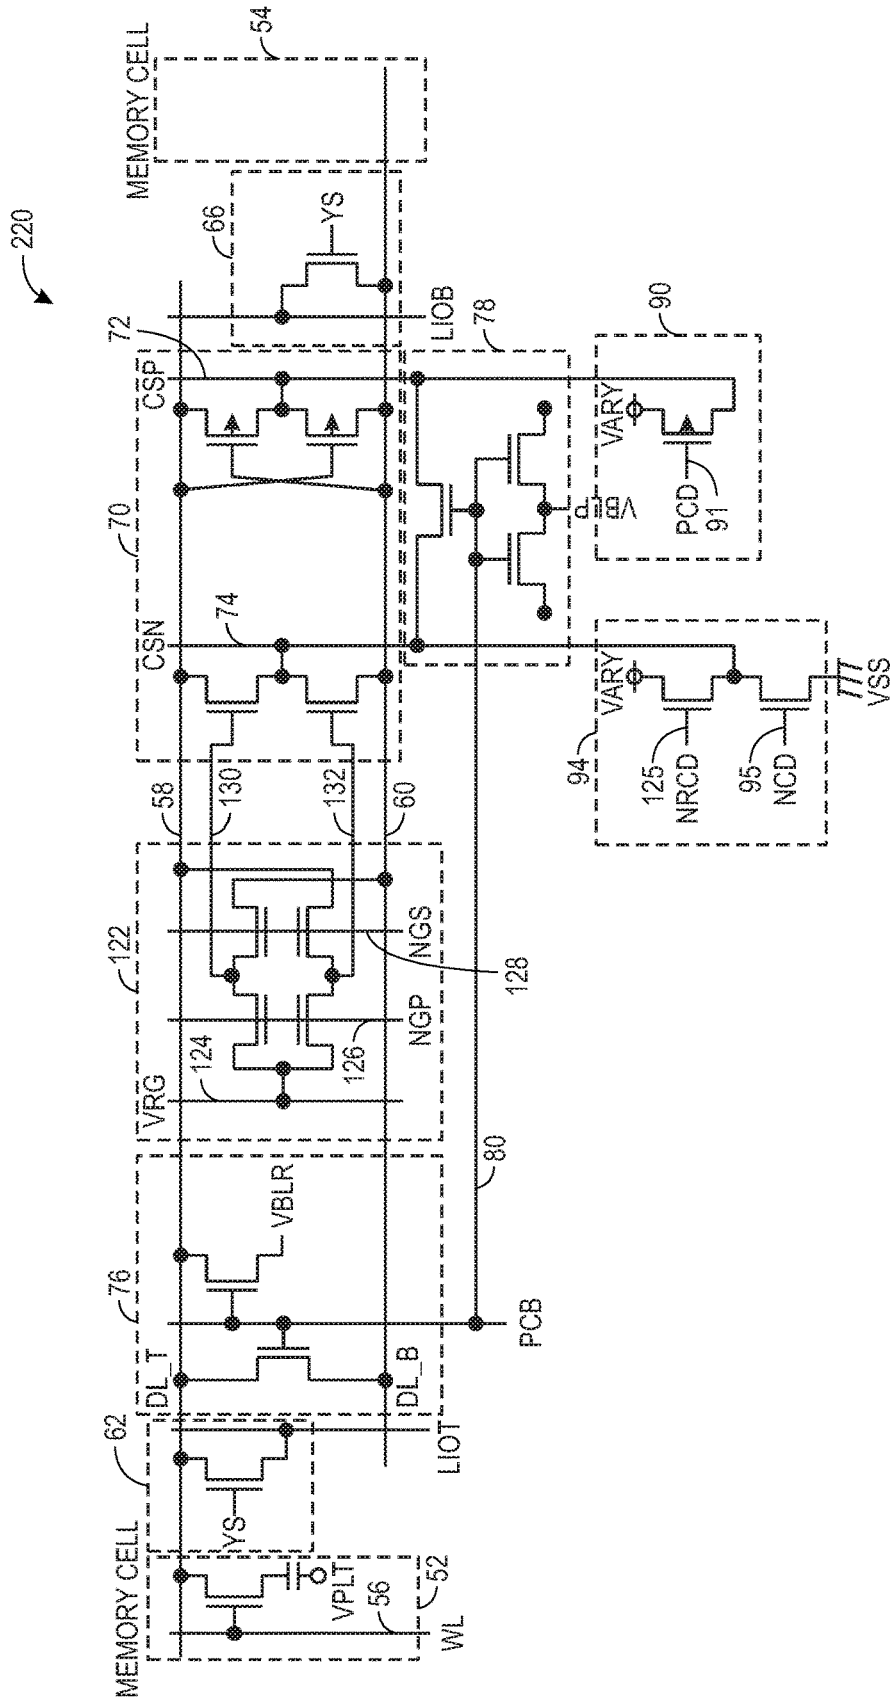 220
MEMORY CELL
54
66
YS
LIOB
72
CSP
70
CSN
74
78
VBLP
90
VARY
PCD
91
94
VARY
125
NRCD
95
NCD
VSS
58
130
132
60
122
VRG
124
126
NGP
NGS
128
76
DL_T
VBLR
DL_B
80
PCB
62
YS
LIOT
MEMORY CELL
VPLT
56
52
WL